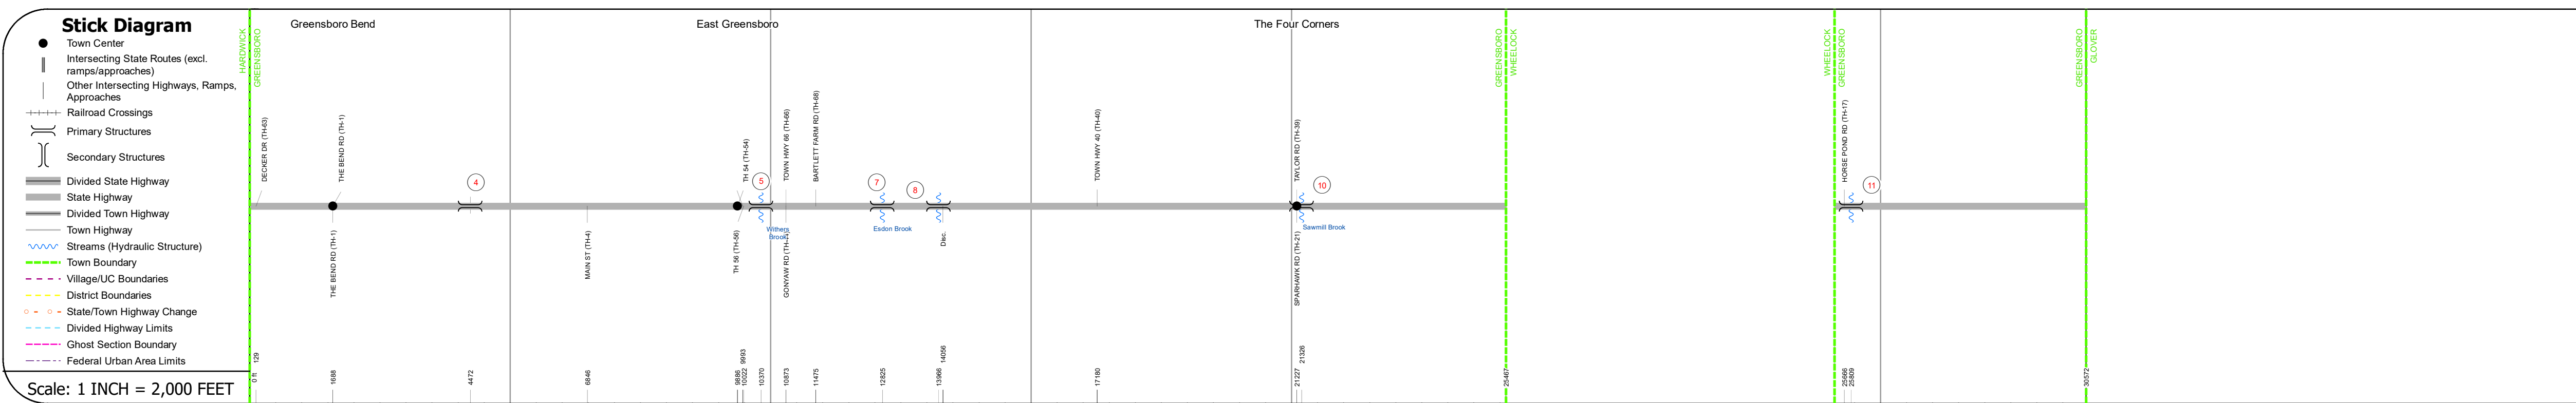 Stick Diagram
Town Center
Intersecting State Routes (excl.
ramps/approaches)
Other Intersecting Highways, Ramps,
Approaches
Railroad Crossings
Primary Structures
Secondary Structures
Divided State Highway
State Highway
Divided Town Highway
Town Highway
Streams (Hydraulic Structure)
Town Boundary
Village/UC Boundaries
District Boundaries
State/Town Highway Change
Divided Highway Limits
Ghost Section Boundary
Federal Urban Area Limits
Scale: 1 INCH = 2,000 FEET
Greensboro Bend
East Greensboro
The Four Corners
HARDWICK
GREENSBORO
GREENSBORO
WHEELOCK
WHEELOCK
GREENSBORO
GREENSBORO
GLOVER
DECKER DR (TH-63)
THE BEND RD (TH-1)
TH 54 (TH-54)
TOWN HWY 66 (TH-66)
BARTLETT FARM RD (TH-68)
TOWN HWY 40 (TH-40)
TAYLOR RD (TH-39)
HORSE POND RD (TH-17)
4
5
7
8
10
11
THE BEND RD (TH-1)
MAIN ST (TH-4)
TH 56 (TH-56)
Withers
Brook
GONYAW RD (TH-
Esdon Brook
Disc.
SPARHAWK RD (TH-21)
Sawmill Brook
0 ft
129
1688
4472
6846
9886
9993
10022
10370
10873
11475
12825
13966
14056
17180
21227
21326
25467
25666
25809
30572